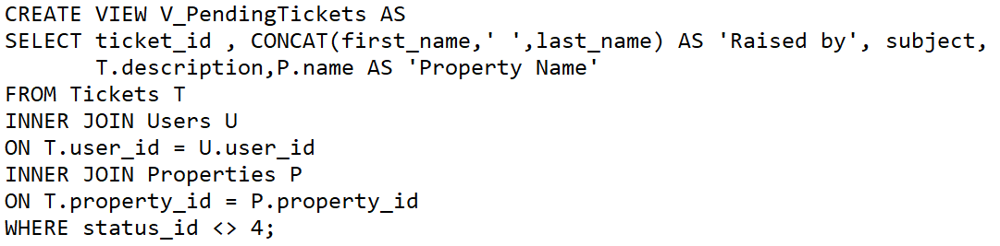 CREATE VIEW V_PendingTickets AS
SELECT ticket_id , CONCAT(first_name,' ',last_name) AS 'Raised by', subject,
T.description,P.name AS 'Property Name'
FROM Tickets T
INNER JOIN Users U
ON T.user_id = U.user_id
INNER JOIN Properties P
ON T.property_id = P.property_id
WHERE status_id <> 4;